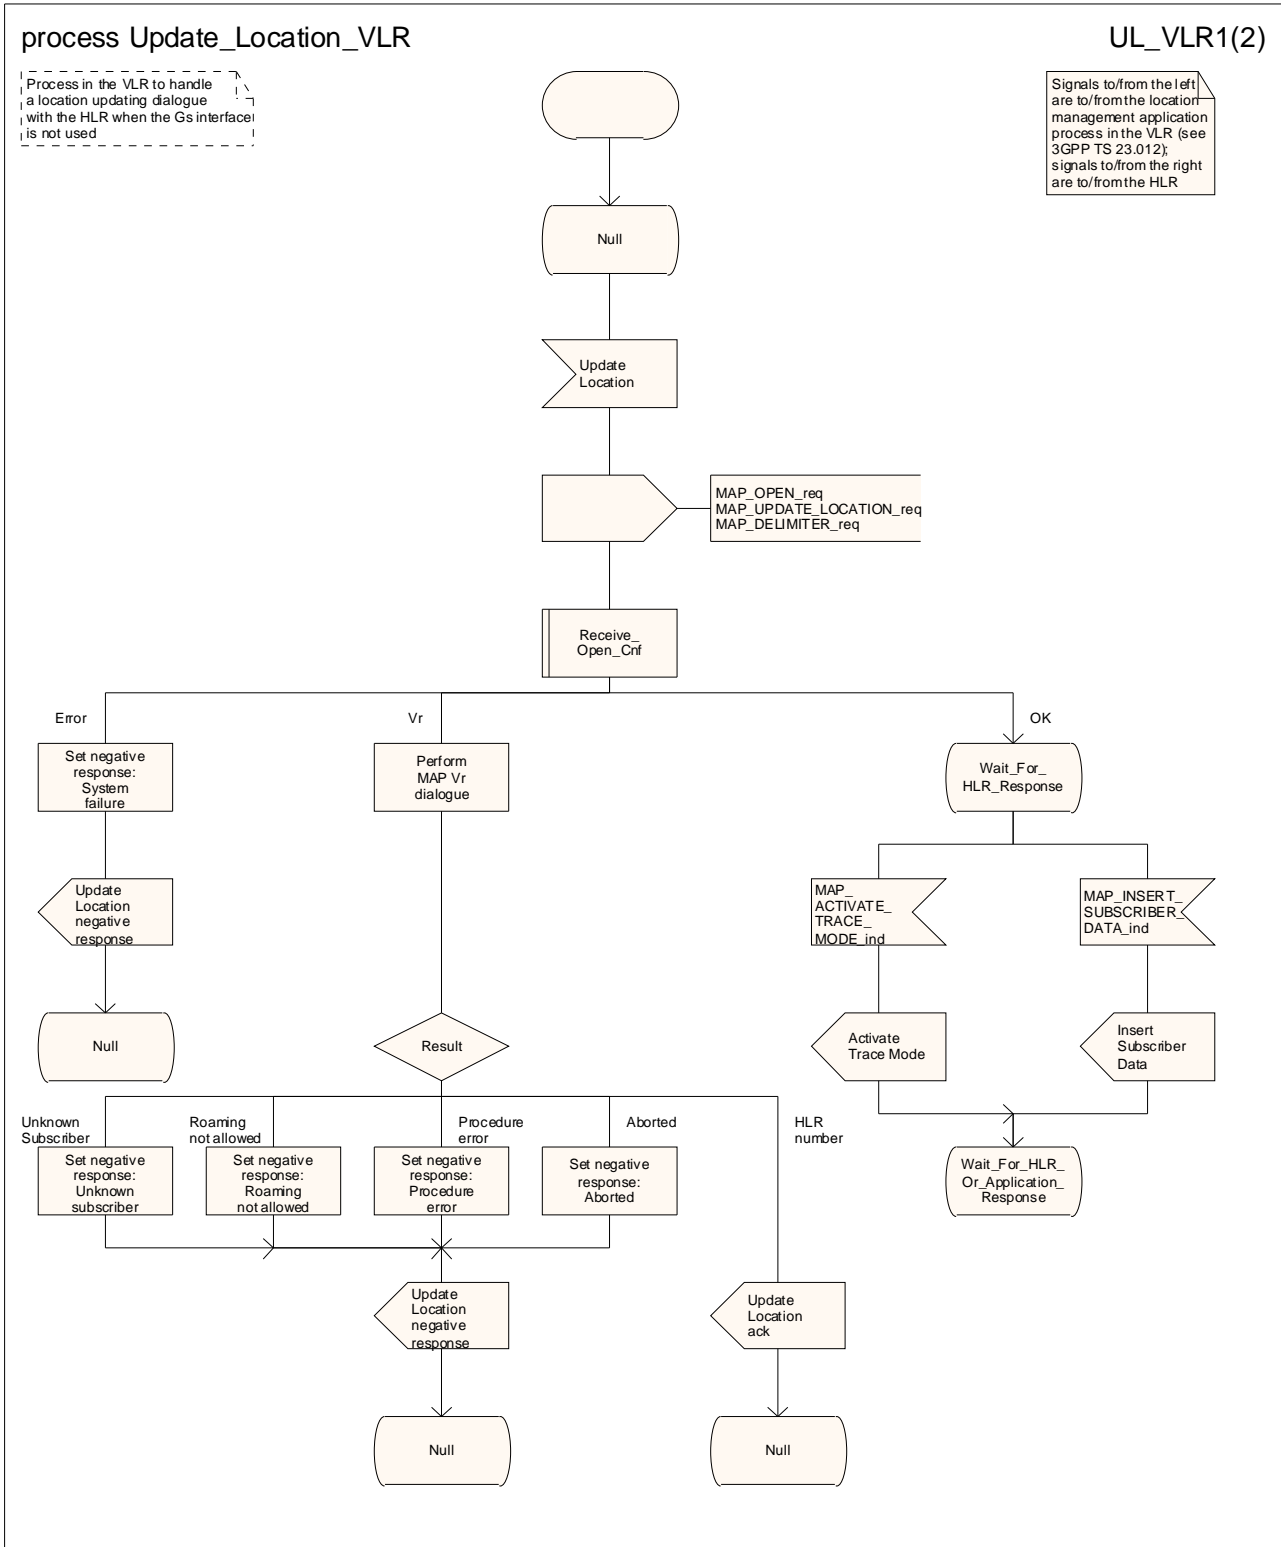 process Update_Location_VLR
UL_VLR1(2)
Process in the VLR to handle
a location updating dialogue
with the HLR when the Gs interface
is not used
Signals to/from the left
are to/from the location
management application
process in the VLR (see
3GPP TS 23.012);
signals to/from the right
are to/from the HLR
Null
Update
Location
MAP_OPEN_req
MAP_UPDATE_LOCATION_req
MAP_DELIMITER_req
Receive_
Open_Cnf
Error
Vr
OK
Set negative
response:
System
failure
Perform
MAP Vr
dialogue
Wait_For_
HLR_Response
Update
Location
negative
response
MAP_
ACTIVATE_
TRACE_
MODE_ind
MAP_INSERT_
SUBSCRIBER_
DATA_ind
Null
Result
Activate
Trace Mode
Insert
Subscriber
Data
Unknown
Subscriber
Roaming
not allowed
Procedure
error
Aborted
HLR
number
Set negative
response:
Unknown
subscriber
Set negative
response:
Roaming
not allowed
Set negative
response:
Procedure
error
Set negative
response:
Aborted
Wait_For_HLR_
Or_Application_
Response
Update
Location
negative
response
Update
Location
ack
Null
Null